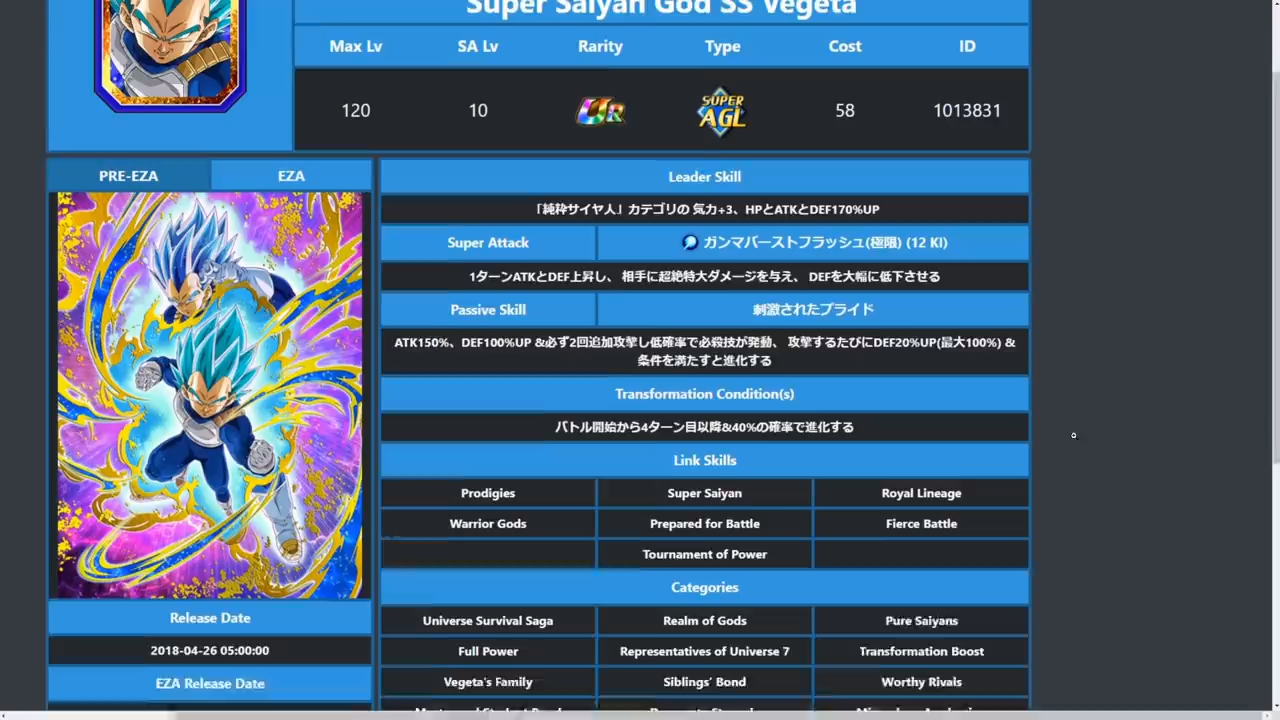 Super Saiyan God SS Vegeta
Max Lv SA Lv Rarity Type Cost ID
120 10 UR SUPER AGL 58 1013831
PRE-EZA EZA
Leader Skill
「純粋サイヤ人」カテゴリの 気力+3、HPとATKとDEF170%UP
Super Attack ガンマバーストフラッシュ(極限) (12 KI)
1ターンATKとDEF上昇し、 相手に超絶特大ダメージを与え、 DEFを大幅に低下させる
Passive Skill 刺激されたプライド
ATK150%、DEF100%UP &必ず2回追加攻撃し低確率で必殺技が発動、 攻撃するたびにDEF20%UP(最大100%) &
条件を満たすと進化する
Transformation Condition(s)
バトル開始から4ターン目以降&40%の確率で進化する
Link Skills
Prodigies Super Saiyan Royal Lineage
Warrior Gods Prepared for Battle Fierce Battle
Tournament of Power
Categories
Universe Survival Saga Realm of Gods Pure Saiyans
Full Power Representatives of Universe 7 Transformation Boost
Vegeta's Family Siblings' Bond Worthy Rivals
Release Date
2018-04-26 05:00:00
EZA Release Date